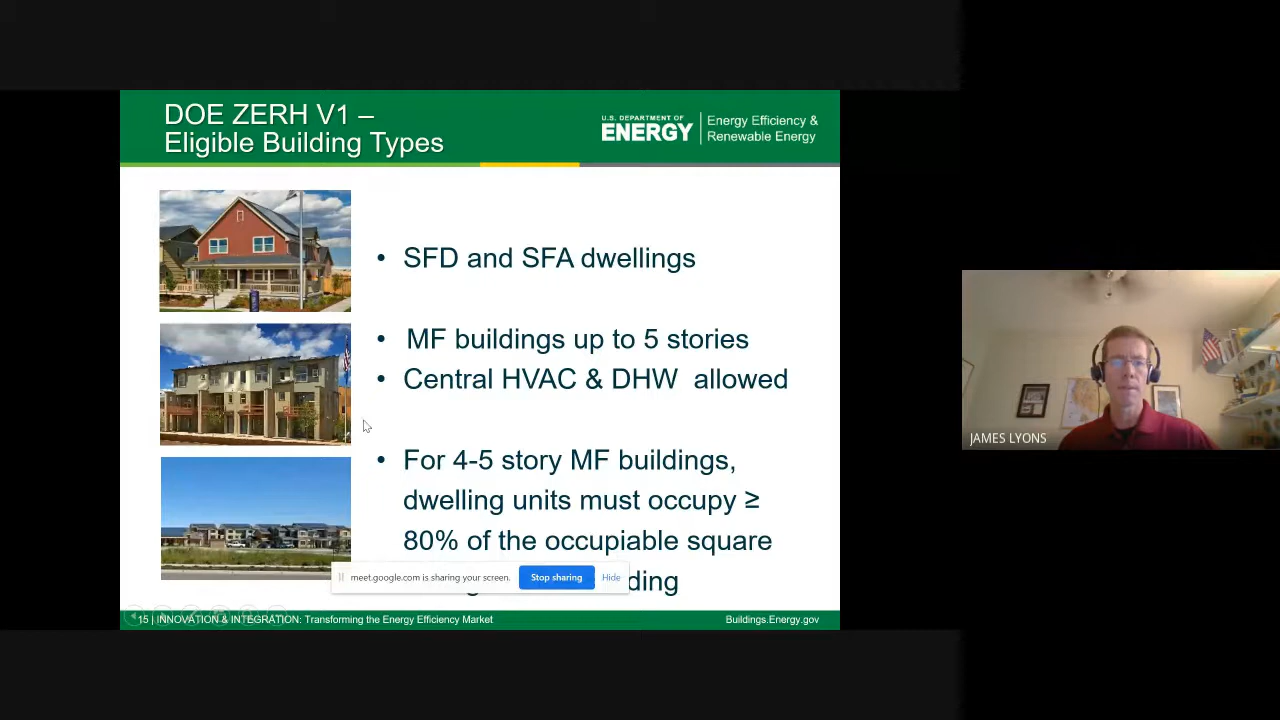 DOE ZERH V1 –
Eligible Building Types
U.S. DEPARTMENT OF
ENERGY
Energy Efficiency &
Renewable Energy
• SFD and SFA dwellings
• MF buildings up to 5 stories
• Central HVAC & DHW allowed
• For 4-5 story MF buildings,
dwelling units must occupy ≥
80% of the occupiable square
meet.google.com is sharing your screen.
Stop sharing
Hide
15 | INNOVATION & INTEGRATION: Transforming the Energy Efficiency Market
Buildings.Energy.gov
JAMES LYONS